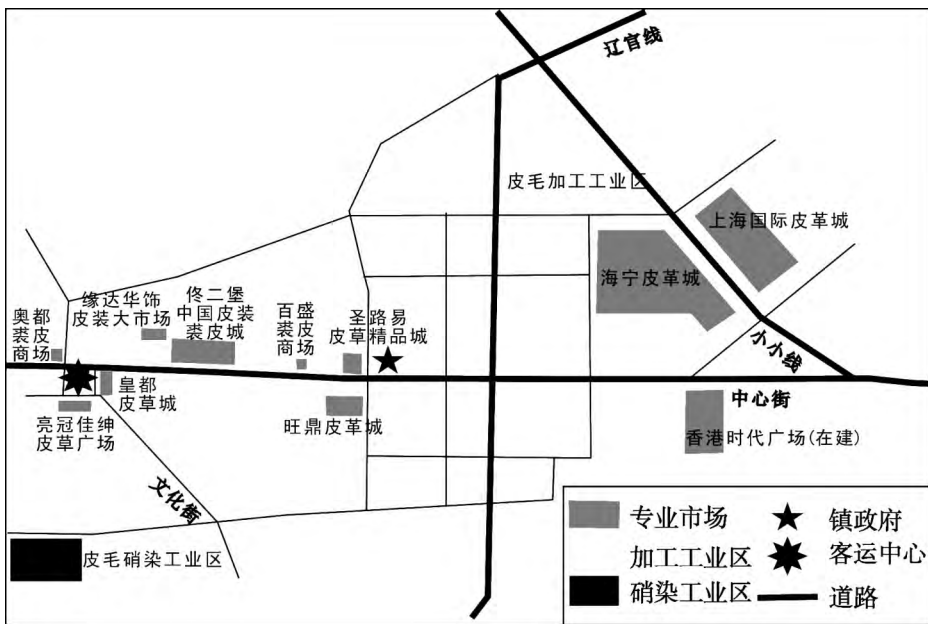 辽官线
皮毛加工工业区
上海国际皮革城
海宁皮革城
缘达华饰
皮装大市场
佟二堡
中国皮装
裘皮城
百盛
裘皮
商场
圣路易
皮草精品城
奥都
裘皮
商场
小小线
皇都
皮草城
中心街
旺鼎皮革城
亮冠佳绅
皮草广场
香港时代广场(在建)
文化街
皮毛硝染工业区
专业市场
镇政府
加工工业区
客运中心
硝染工业区
道路